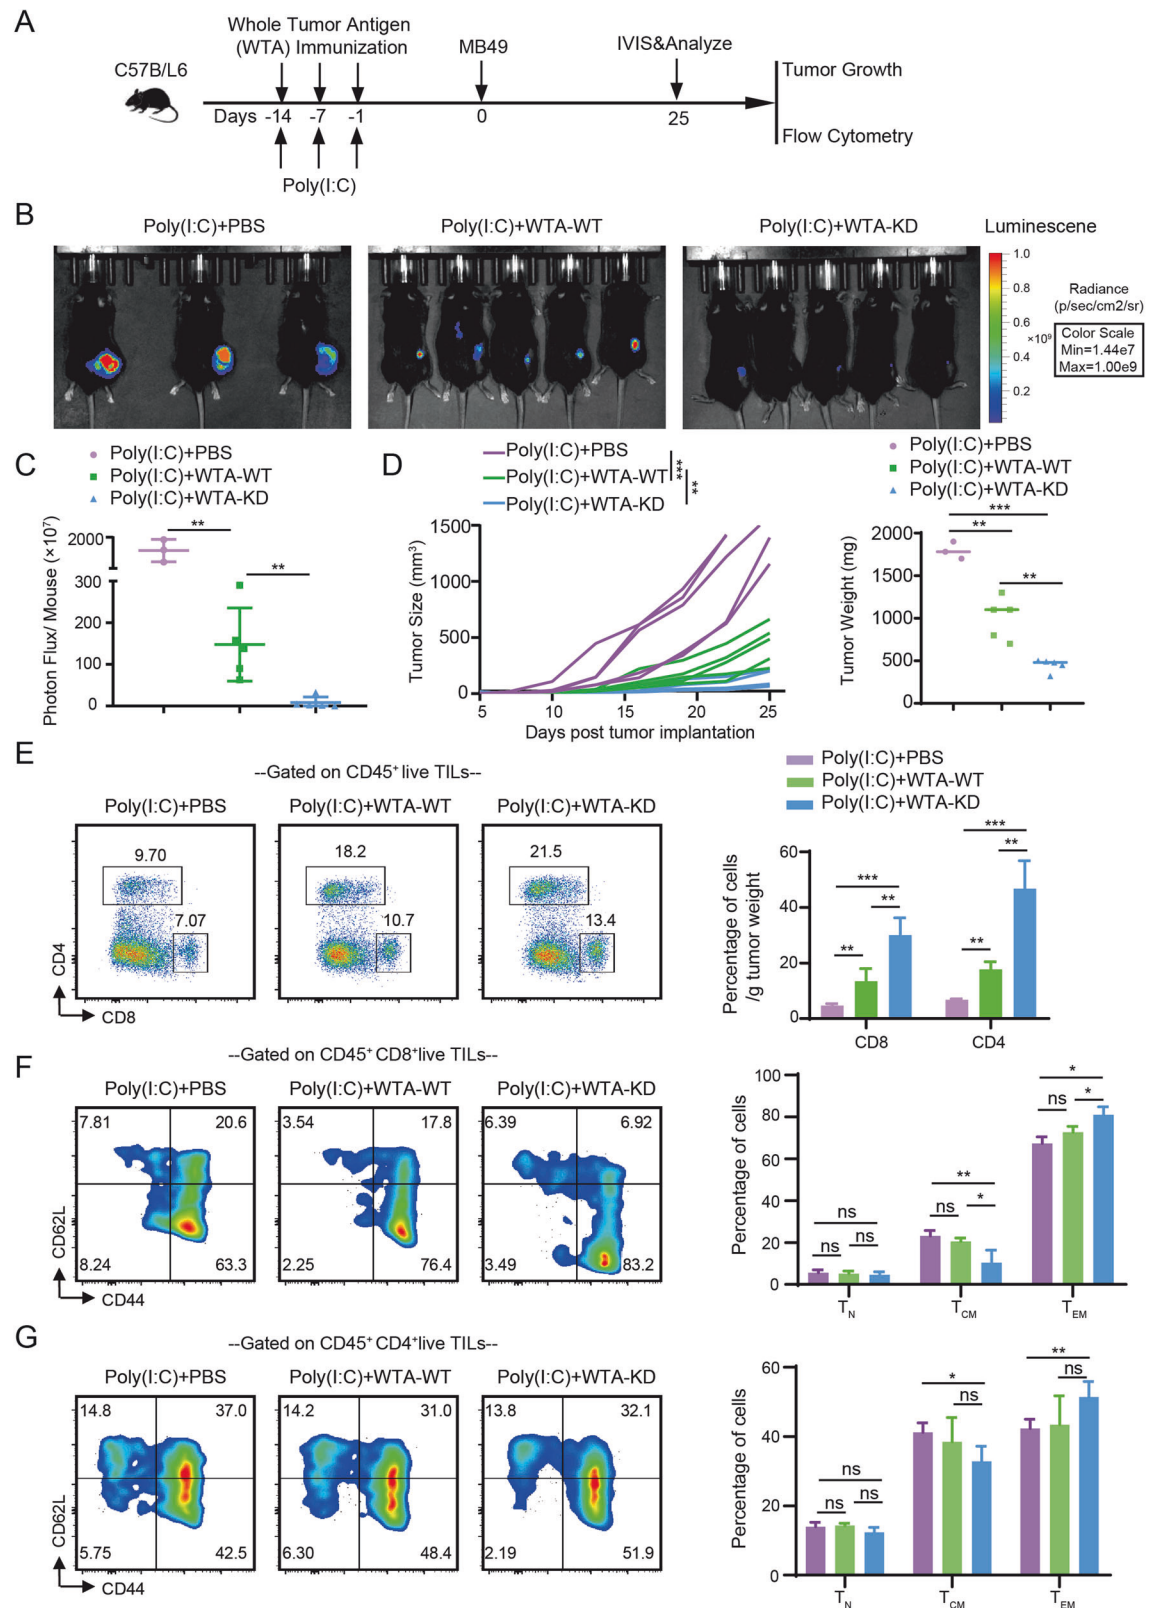 A
Whole Tumor Antigen
(WTA) Immunization
MB49
IVIS&Analyze
C57B/L6
Tumor Growth
Days -14 -7 -1 0 25
Flow Cytometry
Poly(I:C)
B
Poly(I:C)+PBS Poly(I:C)+WTA-WT Poly(I:C)+WTA-KD Luminescene
1.0
0.8
0.6
×10⁹
0.4
0.2
Radiance
(p/sec/cm2/sr)
Color Scale
Min=1.44e7
Max=1.00e9
C
Poly(I:C)+PBS
Poly(I:C)+WTA-WT
Poly(I:C)+WTA-KD
Photon Flux/ Mouse (×10⁷)
2000
300
200
100
0
**
**
D
Poly(I:C)+PBS
Poly(I:C)+WTA-WT
Poly(I:C)+WTA-KD
***
**
Tumor Size (mm³)
1500
1000
500
0
5 10 15 20 25
Days post tumor implantation
Poly(I:C)+PBS
Poly(I:C)+WTA-WT
Poly(I:C)+WTA-KD
Tumor Weight (mg)
2000
1500
1000
500
0
***
**
**
E
--Gated on CD45⁺ live TILs--
Poly(I:C)+PBS Poly(I:C)+WTA-WT Poly(I:C)+WTA-KD
9.70 18.2 21.5
7.07 10.7 13.4
CD4
CD8
Poly(I:C)+PBS
Poly(I:C)+WTA-WT
Poly(I:C)+WTA-KD
Percentage of cells
/g tumor weight
60
40
20
0
*** **
** ***
** **
CD8 CD4
F
--Gated on CD45⁺ CD8⁺live TILs--
Poly(I:C)+PBS Poly(I:C)+WTA-WT Poly(I:C)+WTA-KD
7.81 20.6 3.54 17.8 6.39 6.92
8.24 63.3 2.25 76.4 3.49 83.2
CD62L
CD44
Percentage of cells
100
80
60
40
20
0
ns ns ns
** ns *
* ns *
T_N T_CM T_EM
G
--Gated on CD45⁺ CD4⁺live TILs--
Poly(I:C)+PBS Poly(I:C)+WTA-WT Poly(I:C)+WTA-KD
14.8 37.0 14.2 31.0 13.8 32.1
5.75 42.5 6.30 48.4 2.19 51.9
CD62L
CD44
Percentage of cells
60
40
20
0
ns ns ns
* ns
** ns
T_N T_CM T_EM